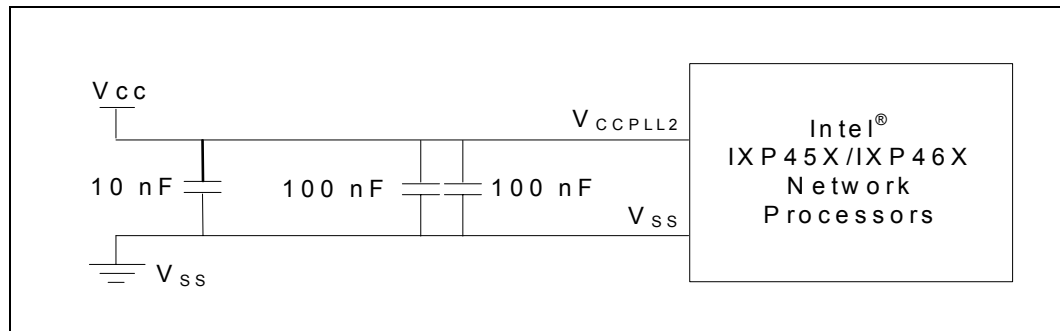 Vcc
VCCPLL2
10 nF
100 nF
100 nF
VSS
VSS
Intel®
IXP45X/IXP46X
Network
Processors